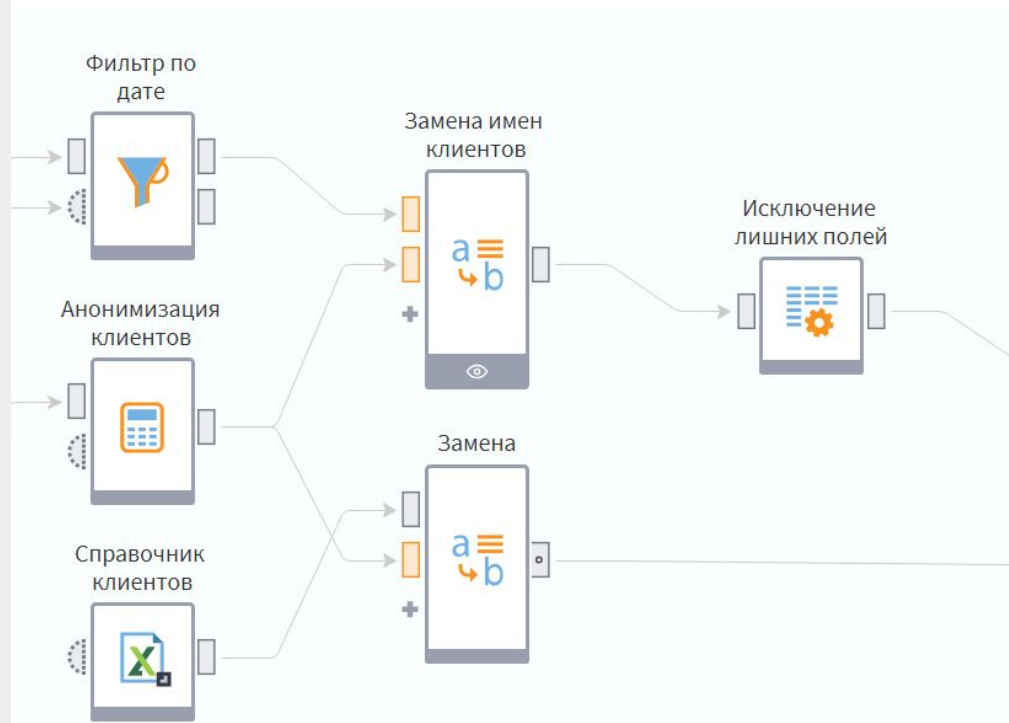 Фильтр по
дате
Замена имен
клиентов
a
b
Исключение
лишних полей
Анонимизация
клиентов
Замена
a
b
Справочник
клиентов
X